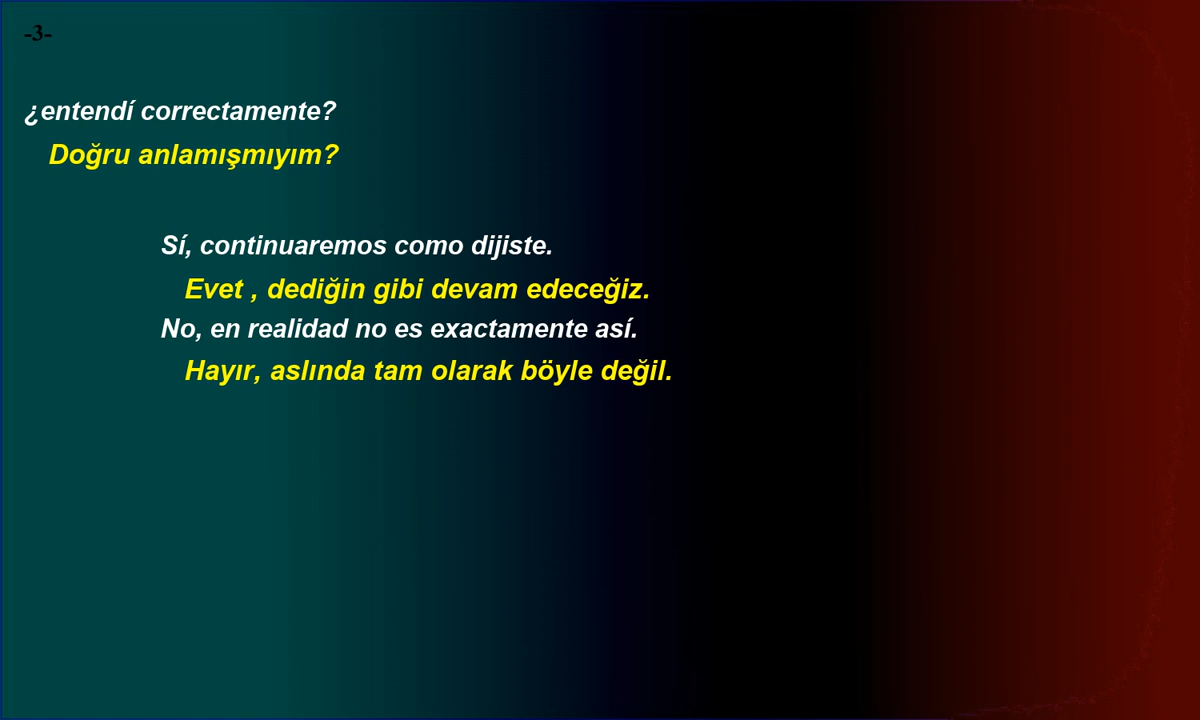 -3-
¿entendí correctamente?
Doğru anlamışmıyım?
Sí, continuaremos como dijiste.
Evet , dediğin gibi devam edeceğiz.
No, en realidad no es exactamente así.
Hayır, aslında tam olarak böyle değil.